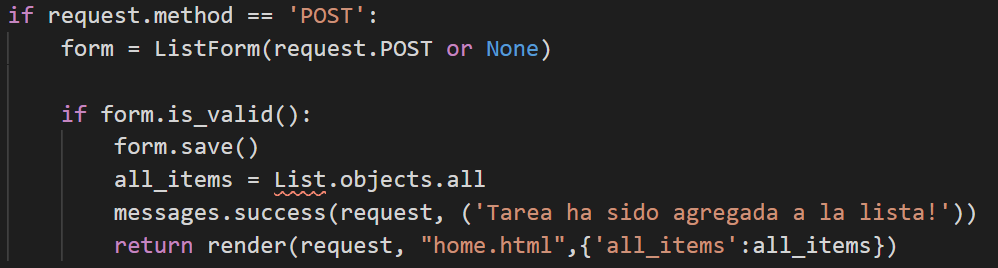 if request.method == 'POST':
    form = ListForm(request.POST or None)
    if form.is_valid():
        form.save()
        all_items = List.objects.all
        messages.success(request, ('Tarea ha sido agregada a la lista!'))
        return render(request, "home.html",{'all_items':all_items})